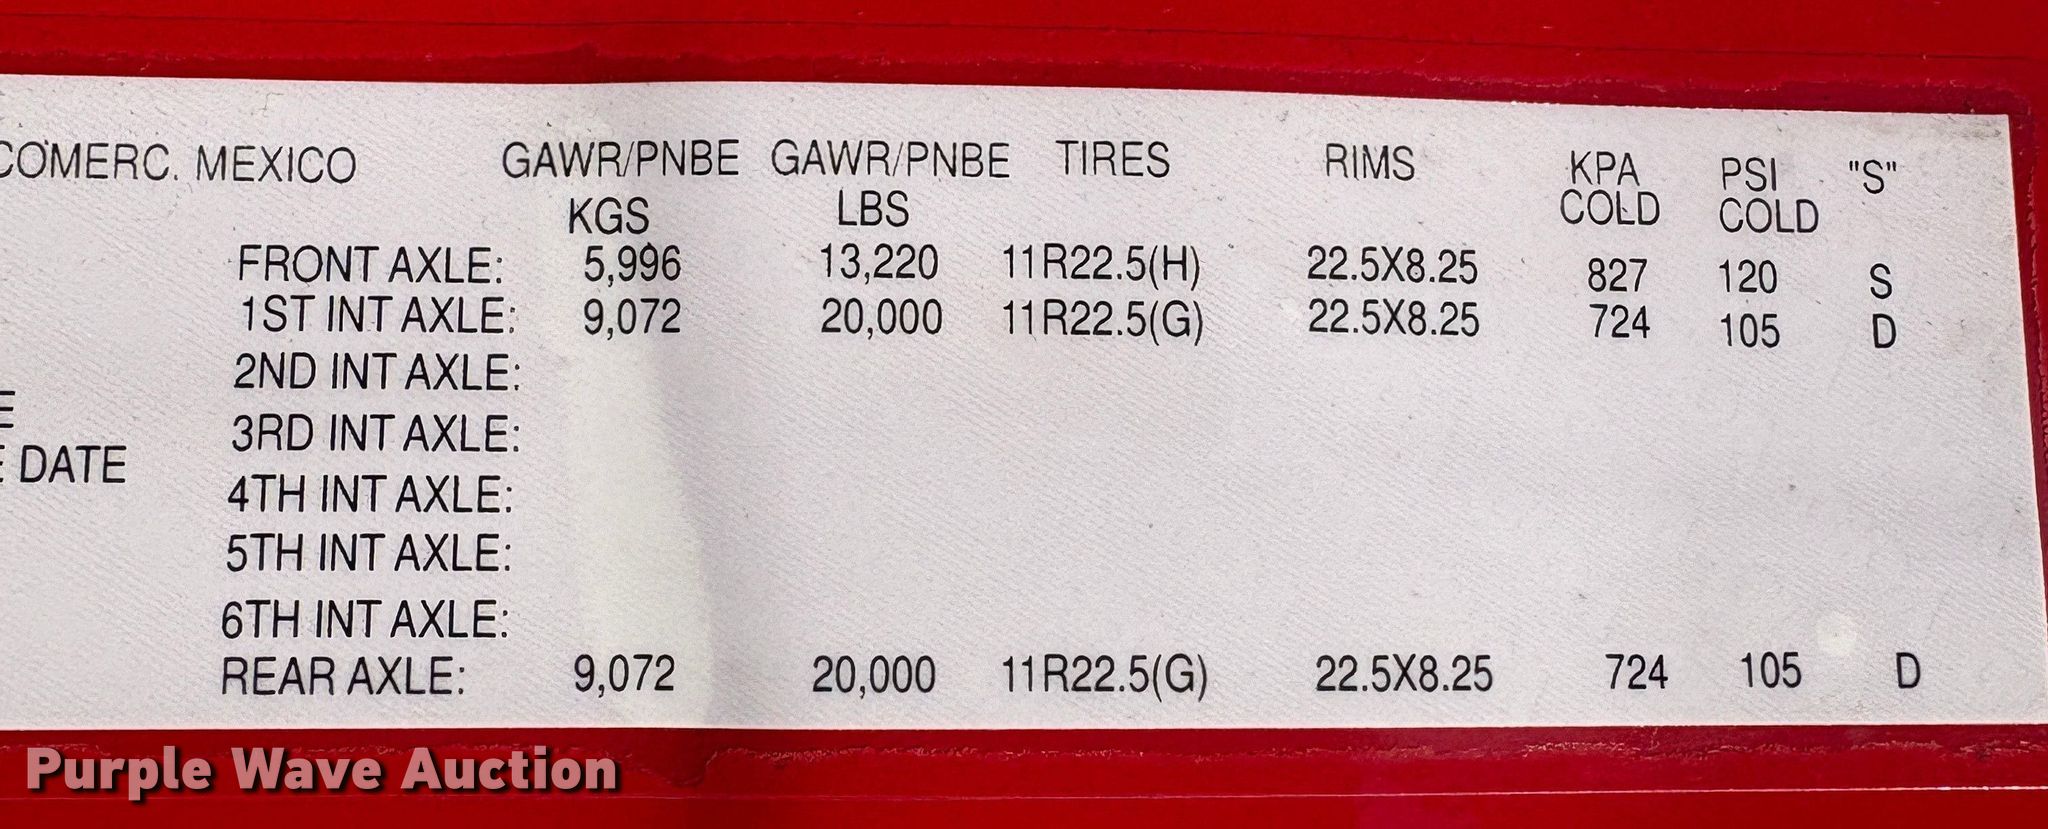 COMERC. MEXICO GAWR/PNBE GAWR/PNBE TIRES RIMS KPA PSI "S"
KGS LBS COLD COLD
FRONT AXLE: 5,996 13,220 11R22.5(H) 22.5X8.25 827 120 S
1ST INT AXLE: 9,072 20,000 11R22.5(G) 22.5X8.25 724 105 D
2ND INT AXLE:
3RD INT AXLE:
DATE
4TH INT AXLE:
5TH INT AXLE:
6TH INT AXLE:
REAR AXLE: 9,072 20,000 11R22.5(G) 22.5X8.25 724 105 D
Purple Wave Auction